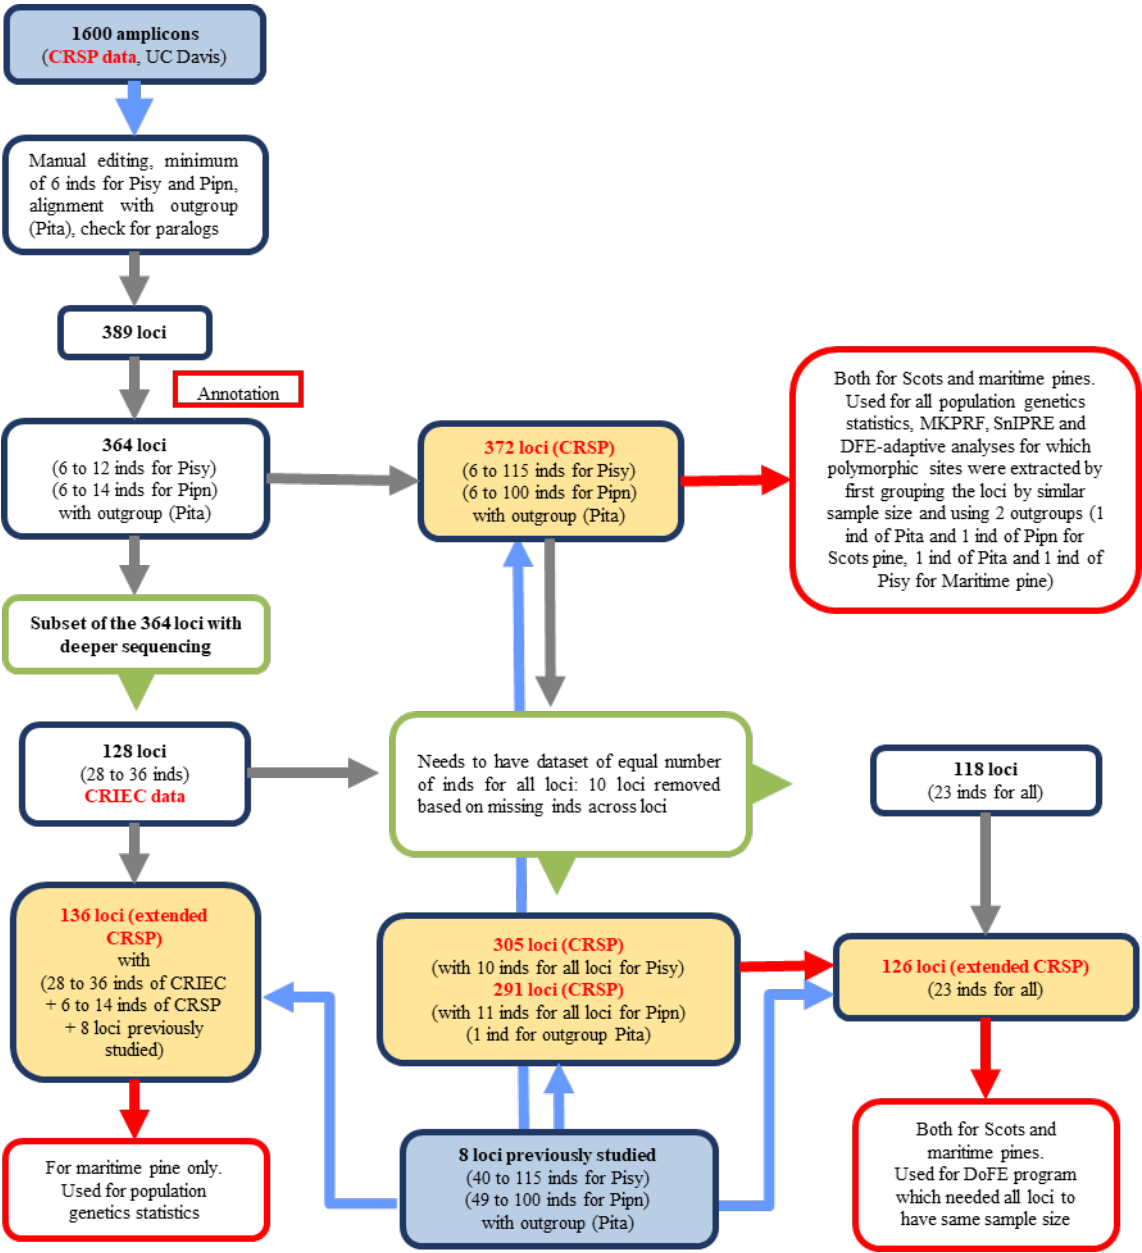 1600 amplicons
(CRSP data, UC Davis)
Manual editing, minimum
of 6 inds for Pisy and Pipn,
alignment with outgroup
(Pita), check for paralogs
389 loci
Annotation
364 loci
(6 to 12 inds for Pisy)
(6 to 14 inds for Pipn)
with outgroup (Pita)
372 loci (CRSP)
(6 to 115 inds for Pisy)
(6 to 100 inds for Pipn)
with outgroup (Pita)
Both for Scots and maritime pines.
Used for all population genetics
statistics, MKPRF, SnIPRE and
DFE-adaptive analyses for which
polymorphic sites were extracted by
first grouping the loci by similar
sample size and using 2 outgroups (1
ind of Pita and 1 ind of Pipn for
Scots pine, 1 ind of Pita and 1 ind of
Pisy for Maritime pine)
Subset of the 364 loci with
deeper sequencing
128 loci
(28 to 36 inds)
CRIEC data
Needs to have dataset of equal number
of inds for all loci: 10 loci removed
based on missing inds across loci
118 loci
(23 inds for all)
136 loci (extended
CRSP)
with
(28 to 36 inds of CRIEC
+ 6 to 14 inds of CRSP
+ 8 loci previously
studied)
305 loci (CRSP)
(with 10 inds for all loci for Pisy)
291 loci (CRSP)
(with 11 inds for all loci for Pipn)
(1 ind for outgroup Pita)
126 loci (extended CRSP)
(23 inds for all)
For maritime pine only.
Used for population
genetics statistics
8 loci previously studied
(40 to 115 inds for Pisy)
(49 to 100 inds for Pipn)
with outgroup (Pita)
Both for Scots and
maritime pines.
Used for DoFE program
which needed all loci to
have same sample size